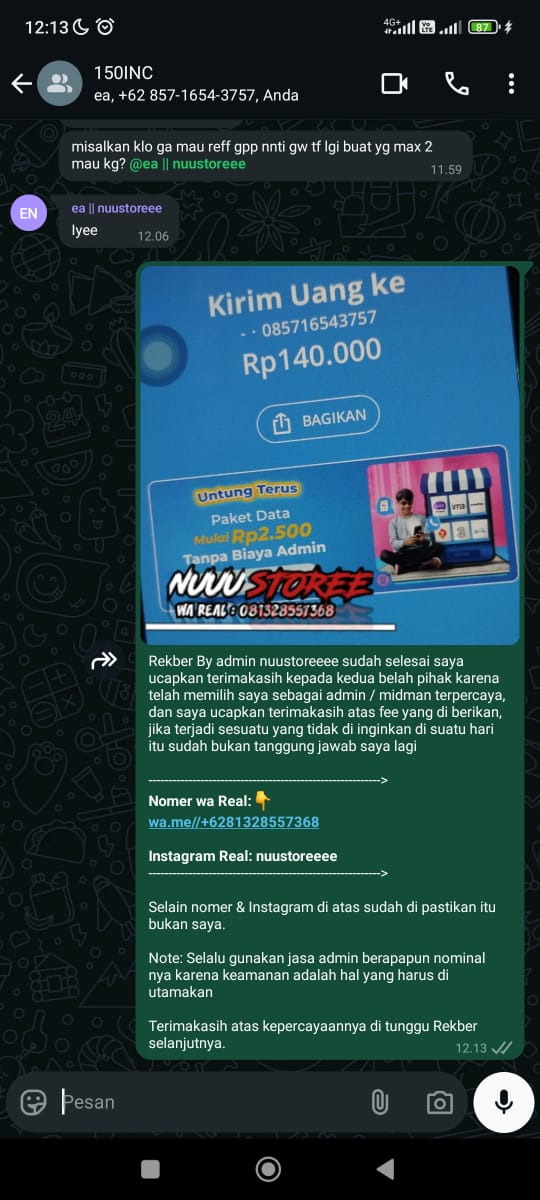 12:13
4G+
Vo LTE
87
150INC
ea, +62 857-1654-3757, Anda
misalkan klo ga mau reff gpp nnti gw tf lgi buat yg max 2
mau kg? @ea || nuustoreee
11.59
EN
ea || nuustoreee
Iyee
12.06
Kirim Uang ke
- · 085716543757
Rp140.000
BAGIKAN
Untung Terus
Paket Data
Mulai Rp2.500
Tanpa Biaya Admin
im3
NUUUSTOREE
WA REAL : 081328557368
Rekber By admin nuustoreeee sudah selesai saya
ucapkan terimakasih kepada kedua belah pihak karena
telah memilih saya sebagai admin / midman terpercaya,
dan saya ucapkan terimakasih atas fee yang di berikan,
jika terjadi sesuatu yang tidak di inginkan di suatu hari
itu sudah bukan tanggung jawab saya lagi
---------------------------------------------------------->
Nomer wa Real:👇
wa.me//+6281328557368
Instagram Real: nuustoreeee
---------------------------------------------------------->
Selain nomer & Instagram di atas sudah di pastikan itu
bukan saya.
Note: Selalu gunakan jasa admin berapapun nominal
nya karena keamanan adalah hal yang harus di
utamakan
Terimakasih atas kepercayaannya di tunggu Rekber
selanjutnya.
12.13
Pesan